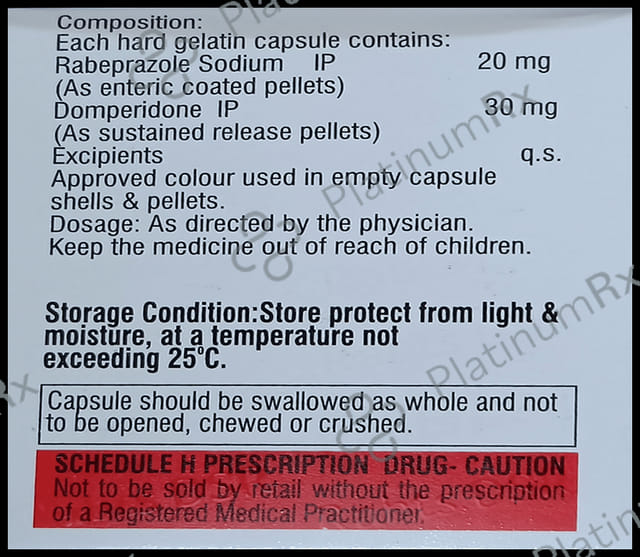 Composition:
Each hard gelatin capsule contains:
Rabeprazole Sodium IP 20 mg
(As enteric coated pellets)
Domperidone IP 30 mg
(As sustained release pellets)
Excipients q.s.
Approved colour used in empty capsule
shells & pellets.
Dosage: As directed by the physician.
Keep the medicine out of reach of children.
Storage Condition:Store protect from light &
moisture, at a temperature not
exceeding 25°C.
Capsule should be swallowed as whole and not
to be opened, chewed or crushed.
SCHEDULE H PRESCRIPTION DRUG- CAUTION
Not to be sold by retail without the prescription
of a Registered Medical Practitioner.
PlatinumRx
PlatinumRx